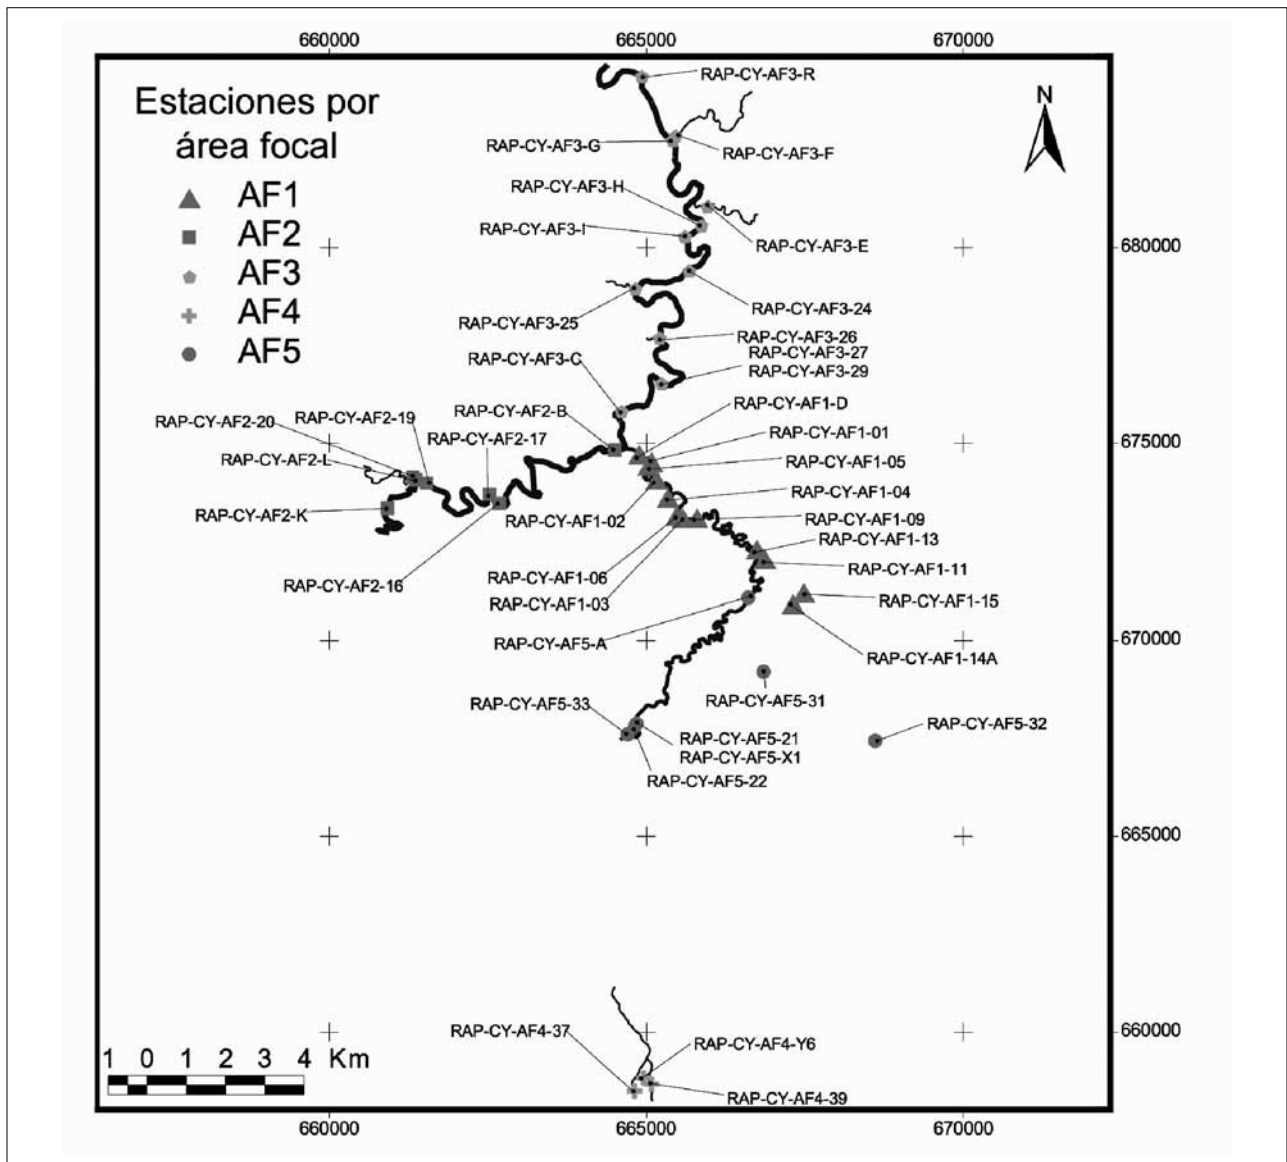 660000
665000
670000
Estaciones por
área focal
AF1
AF2
AF3
AF4
AF5
N
RAP-CY-AF3-R
RAP-CY-AF3-G
RAP-CY-AF3-F
RAP-CY-AF3-H
RAP-CY-AF3-I
RAP-CY-AF3-E
680000
RAP-CY-AF3-24
RAP-CY-AF3-25
RAP-CY-AF3-26
RAP-CY-AF3-27
RAP-CY-AF3-29
RAP-CY-AF3-C
RAP-CY-AF1-D
RAP-CY-AF2-B
RAP-CY-AF2-19
RAP-CY-AF2-20
RAP-CY-AF1-01
RAP-CY-AF2-17
675000
RAP-CY-AF2-L
RAP-CY-AF1-05
RAP-CY-AF1-04
RAP-CY-AF2-K
RAP-CY-AF1-02
RAP-CY-AF1-09
RAP-CY-AF1-13
RAP-CY-AF1-11
RAP-CY-AF1-06
RAP-CY-AF2-16
RAP-CY-AF1-03
RAP-CY-AF1-15
RAP-CY-AF5-A
670000
RAP-CY-AF1-14A
RAP-CY-AF5-31
RAP-CY-AF5-33
RAP-CY-AF5-32
RAP-CY-AF5-21
RAP-CY-AF5-X1
RAP-CY-AF5-22
665000
RAP-CY-AF4-37
660000
RAP-CY-AF4-Y6
RAP-CY-AF4-39
1 0 1 2 3 4 Km
660000
665000
670000